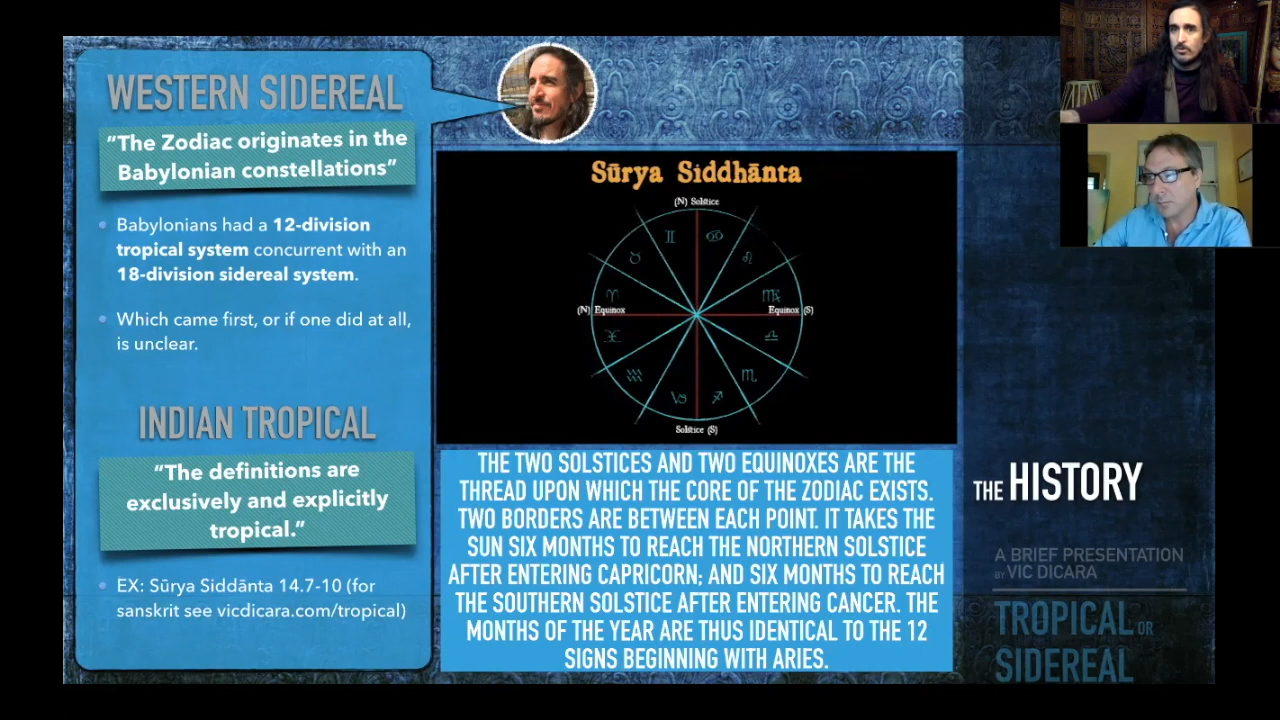 WESTERN SIDEREAL
“The Zodiac originates in the
Babylonian constellations”
Babylonians had a 12-division
tropical system concurrent with an
18-division sidereal system.
Which came first, or if one did at all,
is unclear.
INDIAN TROPICAL
“The definitions are
exclusively and explicitly
tropical.”
EX: Sūrya Siddānta 14.7-10 (for
sanskrit see vicdicara.com/tropical)
Sūrya Siddhānta
(N) Solstice
♊ ♋
♉ ♌
♈ ♍
(N) Equinox Equinox (S)
♓ ♎
♒ ♏
♑ ♐
Solstice (S)
THE TWO SOLSTICES AND TWO EQUINOXES ARE THE
THREAD UPON WHICH THE CORE OF THE ZODIAC EXISTS.
TWO BORDERS ARE BETWEEN EACH POINT. IT TAKES THE
SUN SIX MONTHS TO REACH THE NORTHERN SOLSTICE
AFTER ENTERING CAPRICORN; AND SIX MONTHS TO REACH
THE SOUTHERN SOLSTICE AFTER ENTERING CANCER. THE
MONTHS OF THE YEAR ARE THUS IDENTICAL TO THE 12
SIGNS BEGINNING WITH ARIES.
THE HISTORY
A BRIEF PRESENTATION
BY VIC DICARA
TROPICAL OR
SIDEREAL